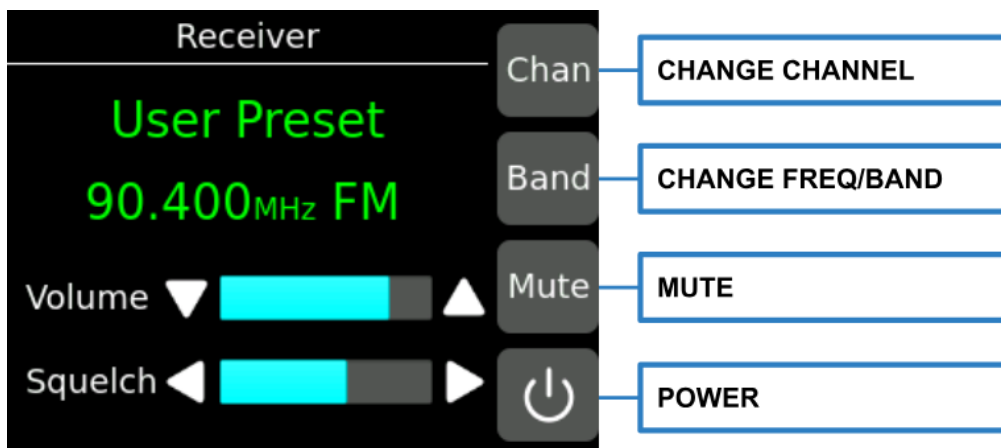 Receiver
User Preset
90.400MHz FM
Volume
Squelch
Chan
Band
Mute
CHANGE CHANNEL
CHANGE FREQ/BAND
MUTE
POWER